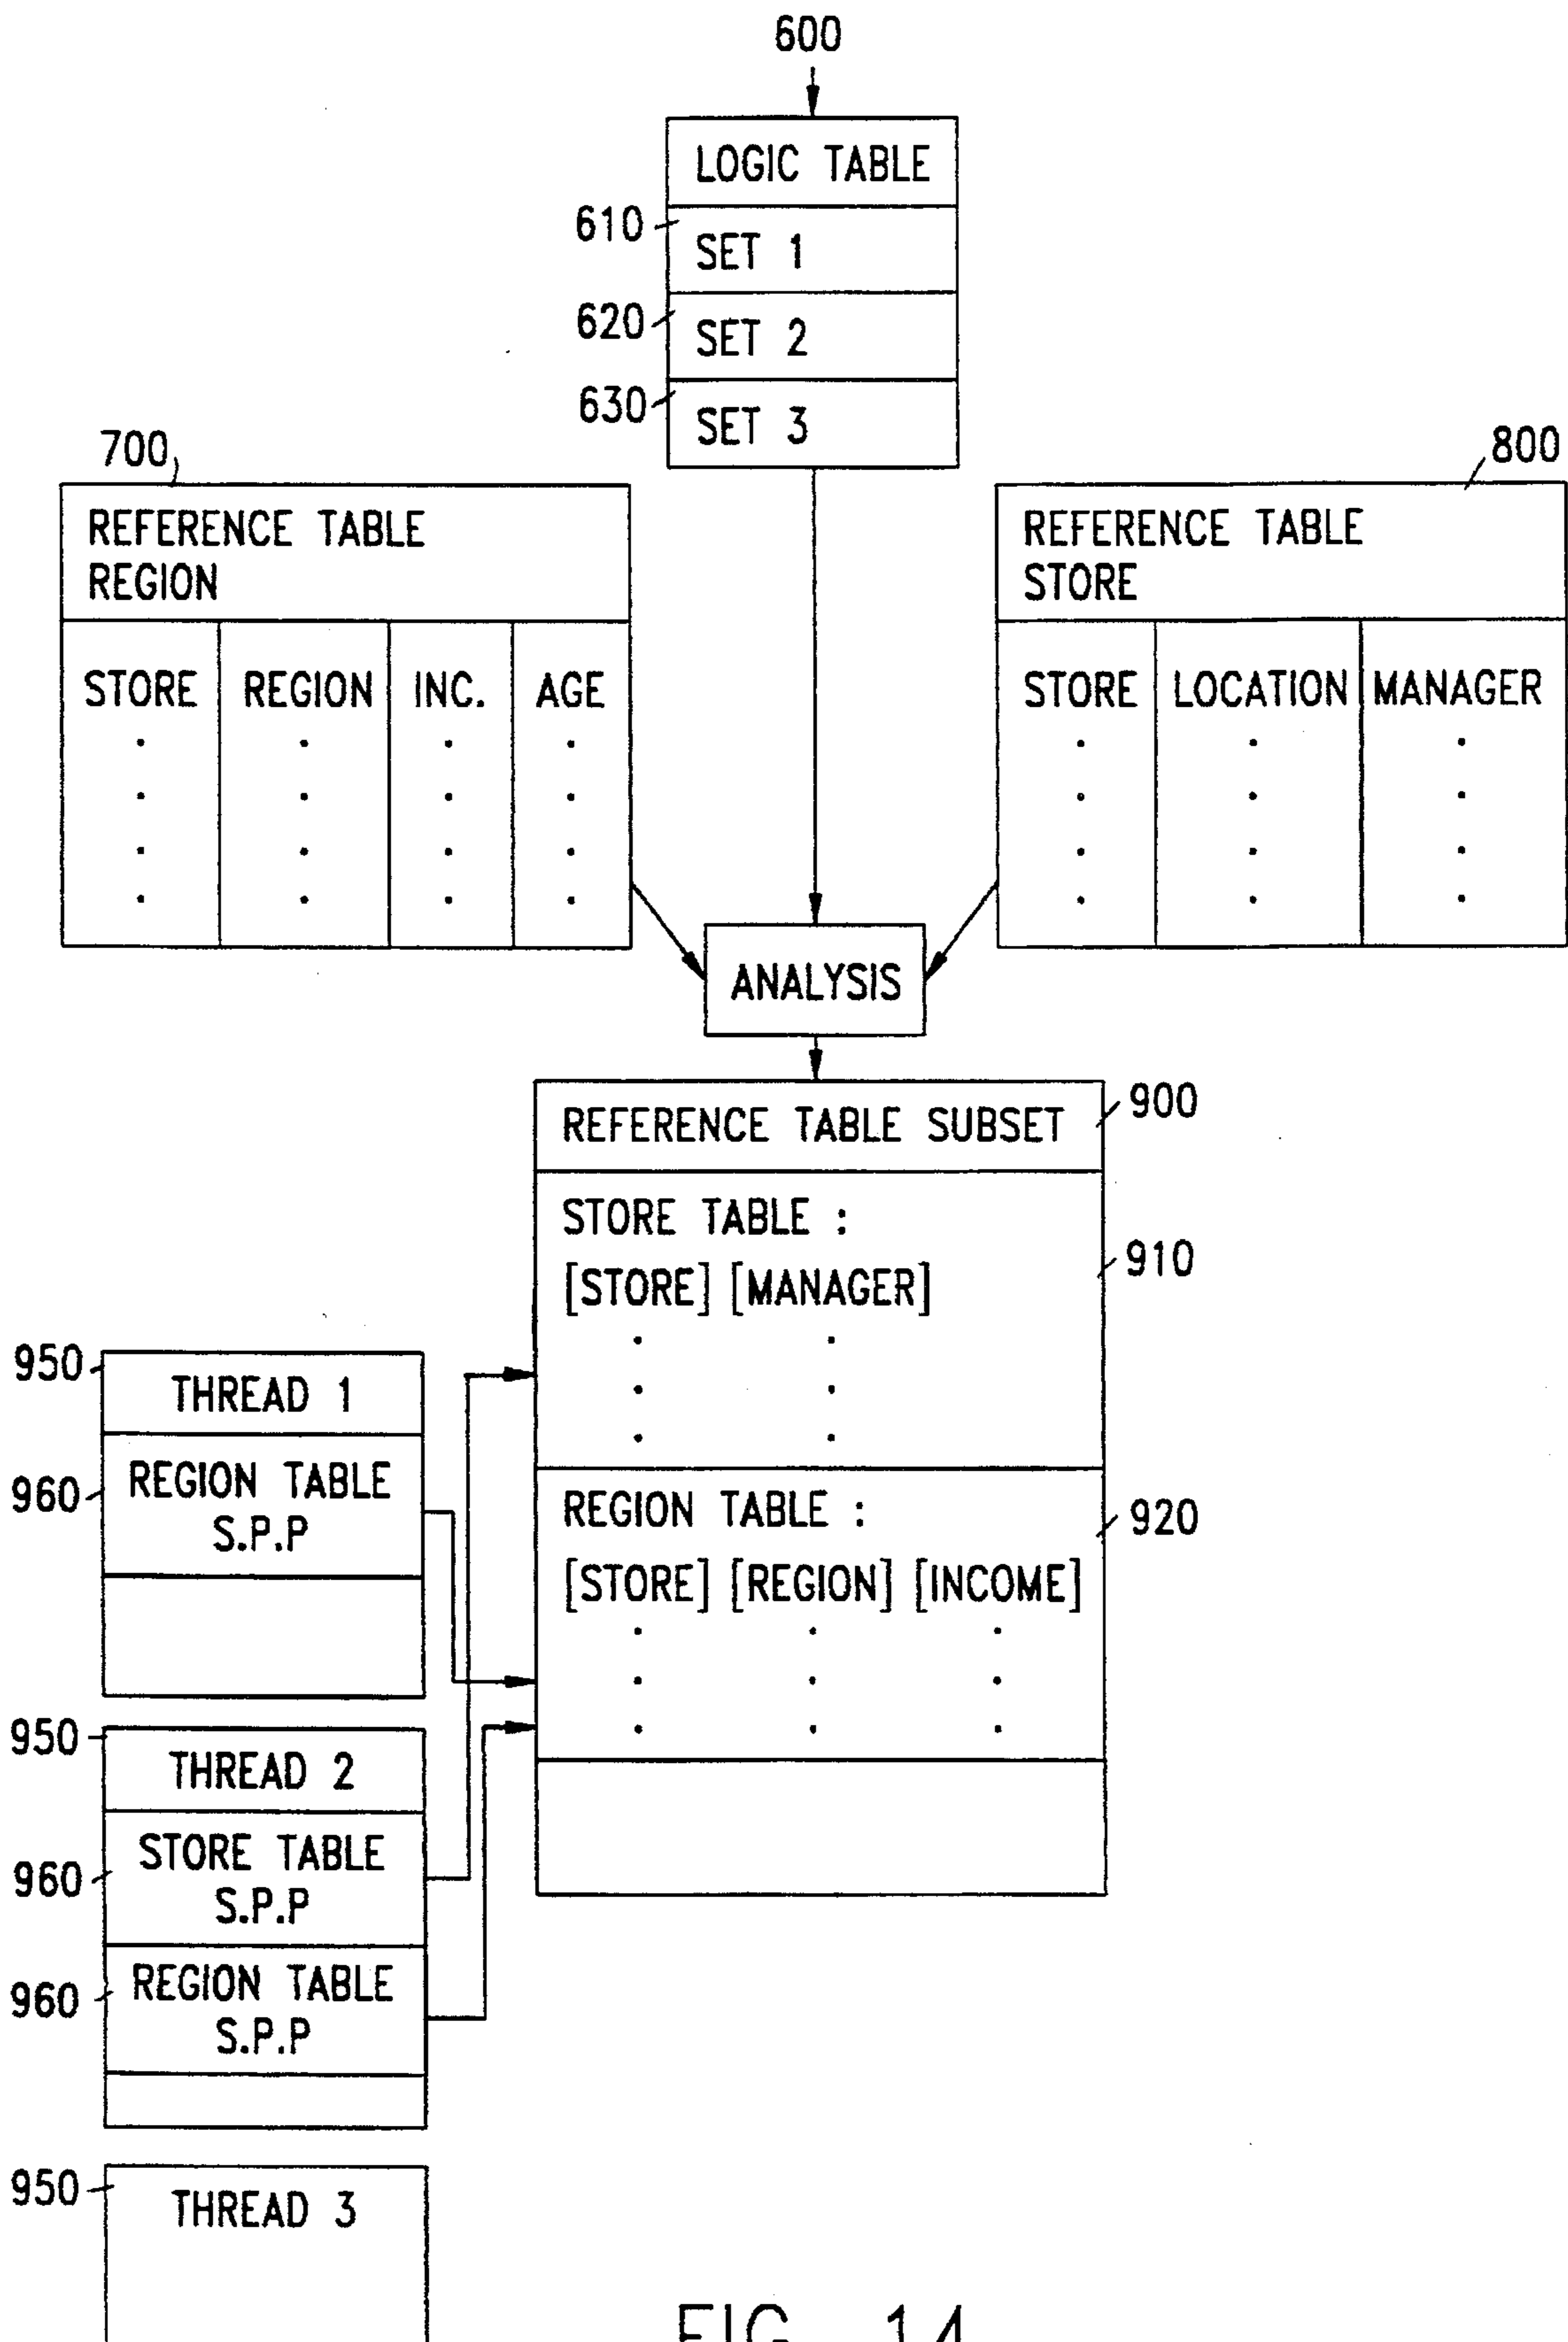 600
LOGIC TABLE
610
SET 1
620
SET 2
630
SET 3
700
REFERENCE TABLE
REGION
STORE REGION INC. AGE
800
REFERENCE TABLE
STORE
STORE LOCATION MANAGER
ANALYSIS
900
REFERENCE TABLE SUBSET
STORE TABLE :
910
[STORE] [MANAGER]
REGION TABLE :
920
[STORE] [REGION] [INCOME]
950
THREAD 1
960
REGION TABLE
S.P.P
950
THREAD 2
960
STORE TABLE
S.P.P
960
REGION TABLE
S.P.P
950
THREAD 3
FIG. 14